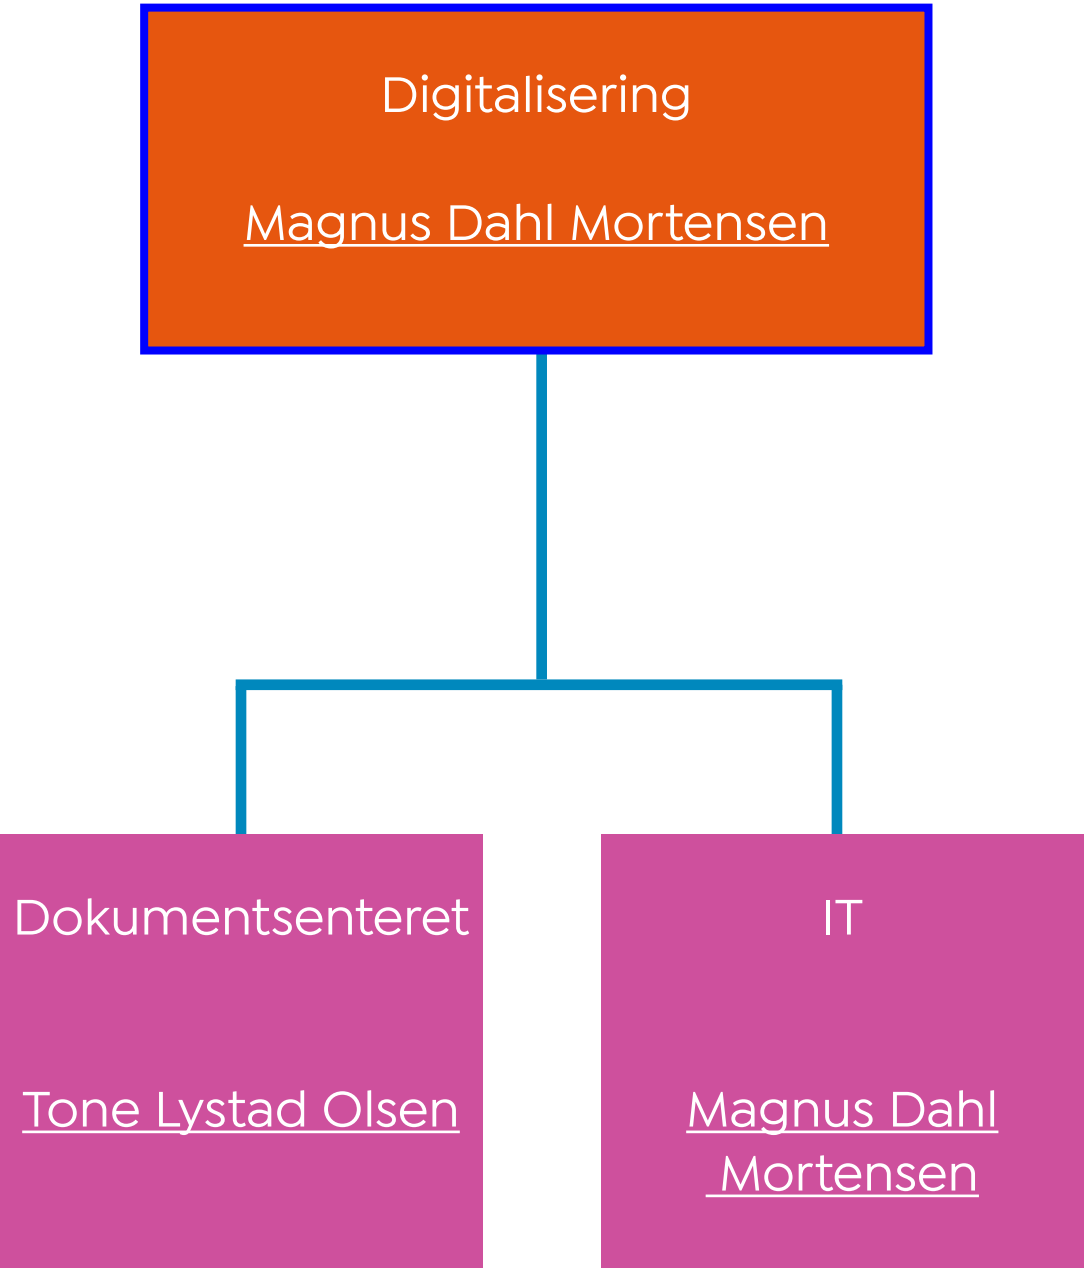 Digitalisering
Magnus Dahl Mortensen
Dokumentsenteret
Tone Lystad Olsen
IT
Magnus Dahl
Mortensen